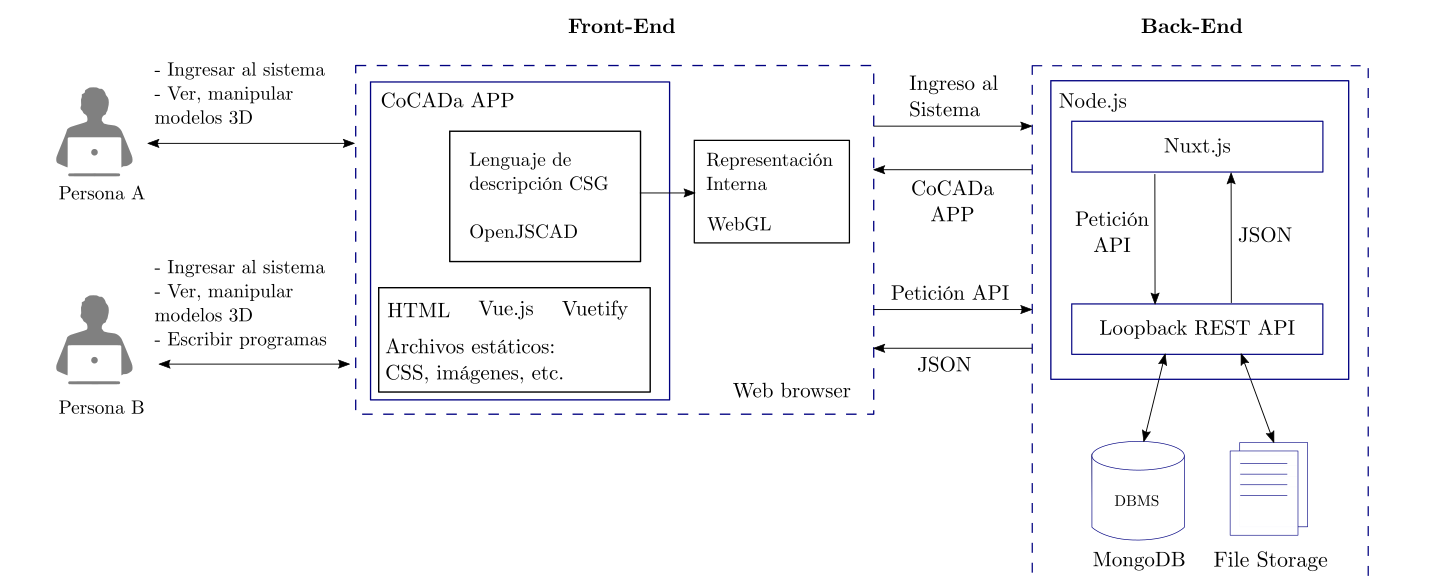 Front-End
Back-End
- Ingresar al sistema
- Ver, manipular
modelos 3D
Persona A
- Ingresar al sistema
- Ver, manipular
modelos 3D
- Escribir programas
Persona B
CoCADa APP
Lenguaje de
descripción CSG
OpenJSCAD
Representación
Interna
WebGL
HTML Vue.js Vuetify
Archivos estáticos:
CSS, imágenes, etc.
Web browser
Ingreso al
Sistema
CoCADa
APP
Petición API
JSON
Node.js
Nuxt.js
Petición
API
JSON
Loopback REST API
DBMS
MongoDB
File Storage